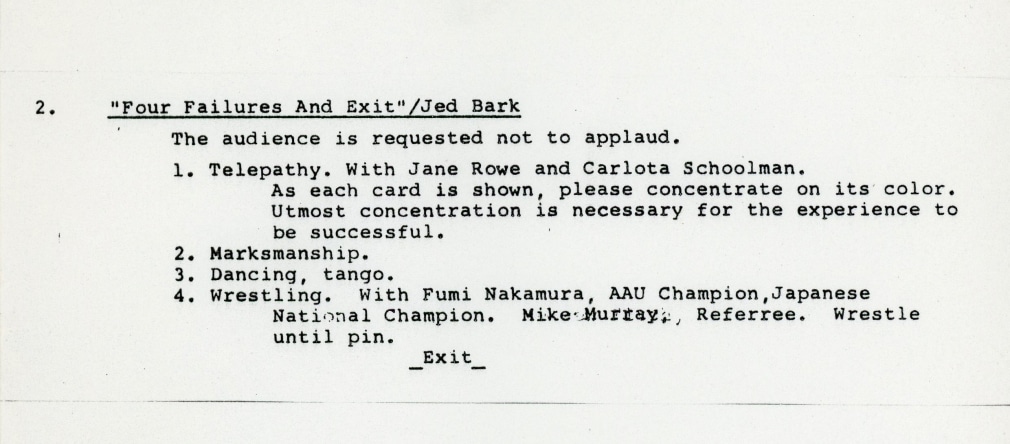 2. "Four Failures And Exit"/Jed Bark
The audience is requested not to applaud.
1. Telepathy. With Jane Rowe and Carlota Schoolman.
As each card is shown, please concentrate on its color.
Utmost concentration is necessary for the experience to
be successful.
2. Marksmanship.
3. Dancing, tango.
4. Wrestling. With Fumi Nakamura, AAU Champion,Japanese
National Champion. Mike Murray, Referree. Wrestle
until pin.
_Exit_